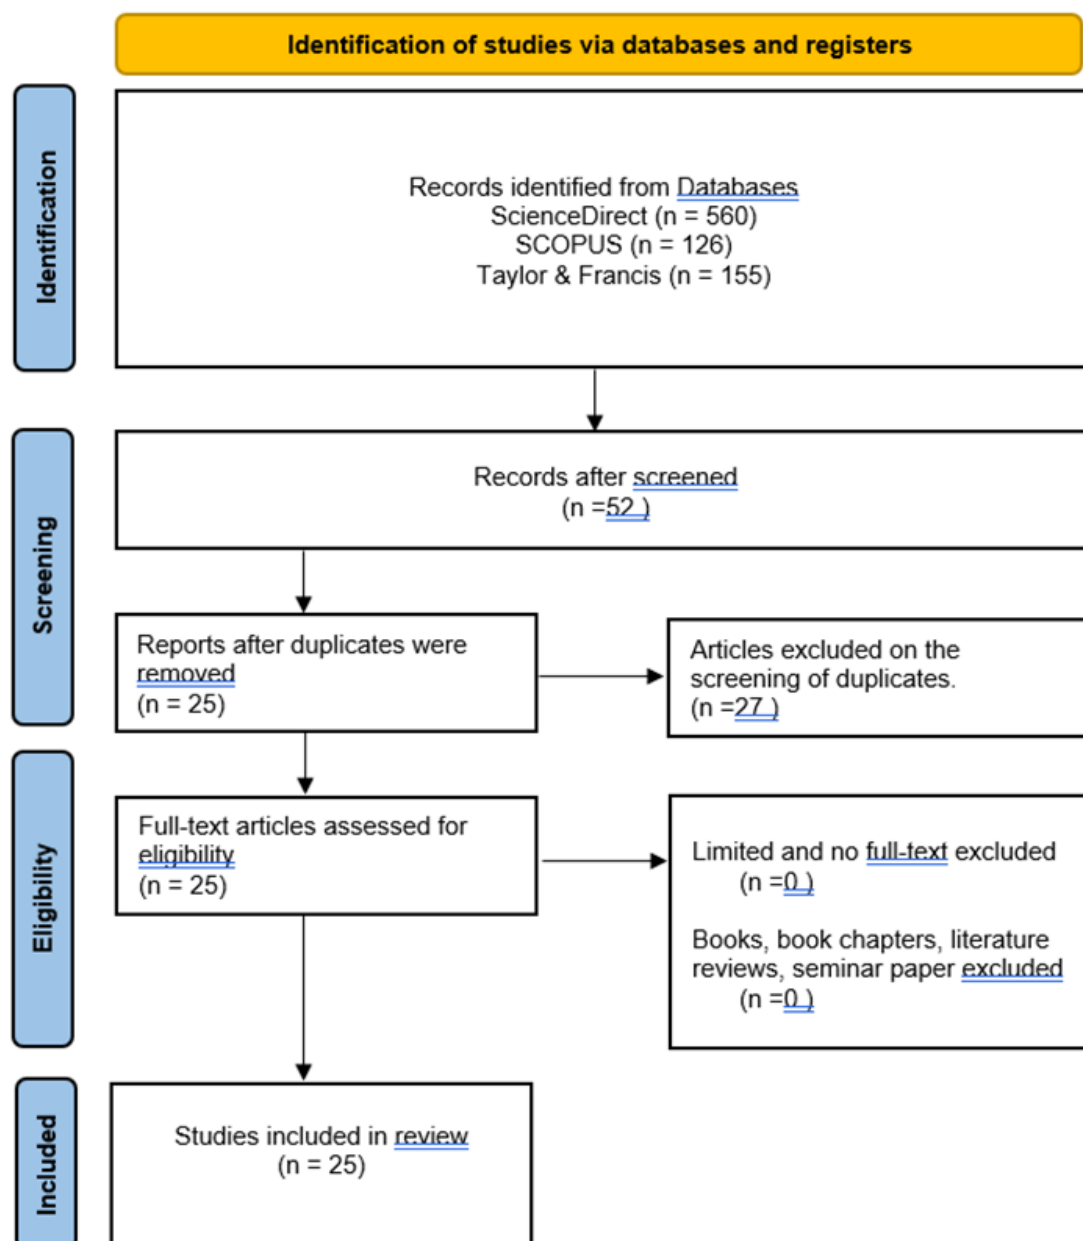 Identification of studies via databases and registers
Identification
Records identified from Databases
ScienceDirect (n = 560)
SCOPUS (n = 126)
Taylor & Francis (n = 155)
Screening
Records after screened
(n =52 )
Reports after duplicates were
removed
(n = 25)
Articles excluded on the
screening of duplicates.
(n =27 )
Eligibility
Full-text articles assessed for
eligibility
(n = 25)
Limited and no full-text excluded
(n =0 )
Books, book chapters, literature
reviews, seminar paper excluded
(n =0 )
Included
Studies included in review
(n = 25)